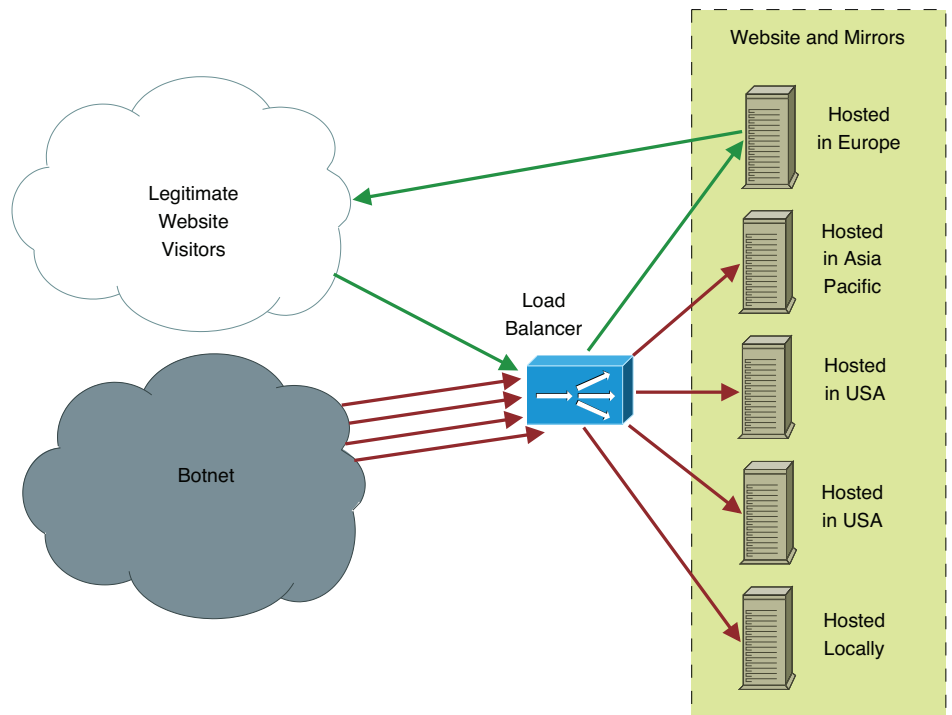 Website and Mirrors
Hosted
in Europe
Legitimate
Website
Visitors
Hosted
in Asia
Pacific
Load
Balancer
Hosted
in USA
Botnet
Hosted
in USA
Hosted
Locally